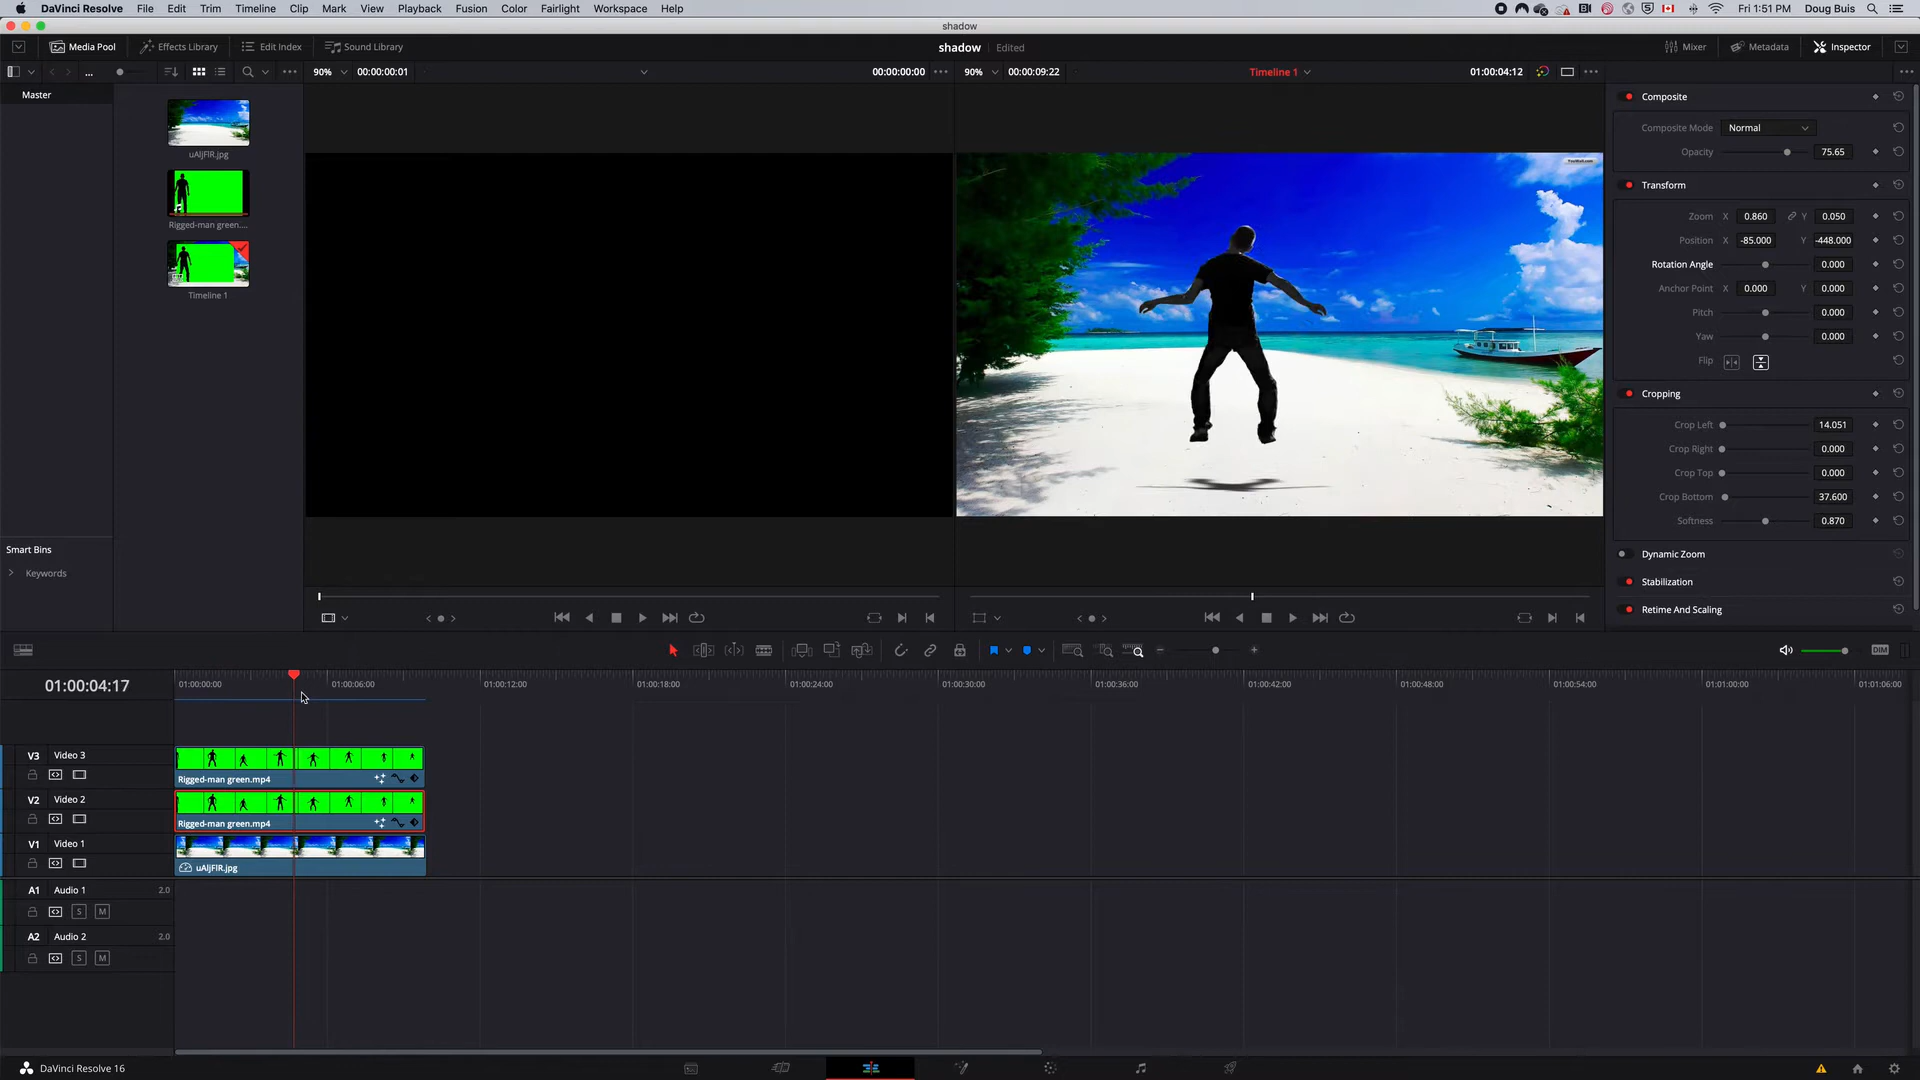 DaVinci Resolve File Edit Trim Timeline Clip Mark View Playback Fusion Color Fairlight Workspace Help
Fri 1:51 PM Doug Buis
shadow
Media Pool Effects Library Edit Index Sound Library
shadow Edited
Mixer Metadata Inspector
... 90% 00:00:00:01 00:00:00:00
90% 00:00:09:22 Timeline 1 01:00:04:12
Master
uAljFlR.jpg
Rigged-man green....
Timeline 1
Composite
Composite Mode Normal
Opacity 75.65
Transform
Zoom X 0.860 Y 0.050
Position X -85.000 Y -448.000
Rotation Angle 0.000
Anchor Point X 0.000 Y 0.000
Pitch 0.000
Yaw 0.000
Flip
Cropping
Crop Left 14.051
Crop Right 0.000
Crop Top 0.000
Crop Bottom 37.600
Softness 0.870
Dynamic Zoom
Stabilization
Retime And Scaling
Smart Bins
Keywords
DIM
01:00:04:17
01:00:00:00 01:00:06:00 01:00:12:00 01:00:18:00 01:00:24:00 01:00:30:00 01:00:36:00 01:00:42:00 01:00:48:00 01:00:54:00 01:01:00:00 01:01:06:00
V3 Video 3
Rigged-man green.mp4
V2 Video 2
Rigged-man green.mp4
V1 Video 1
uAljFlR.jpg
A1 Audio 1 2.0
S M
A2 Audio 2 2.0
S M
DaVinci Resolve 16